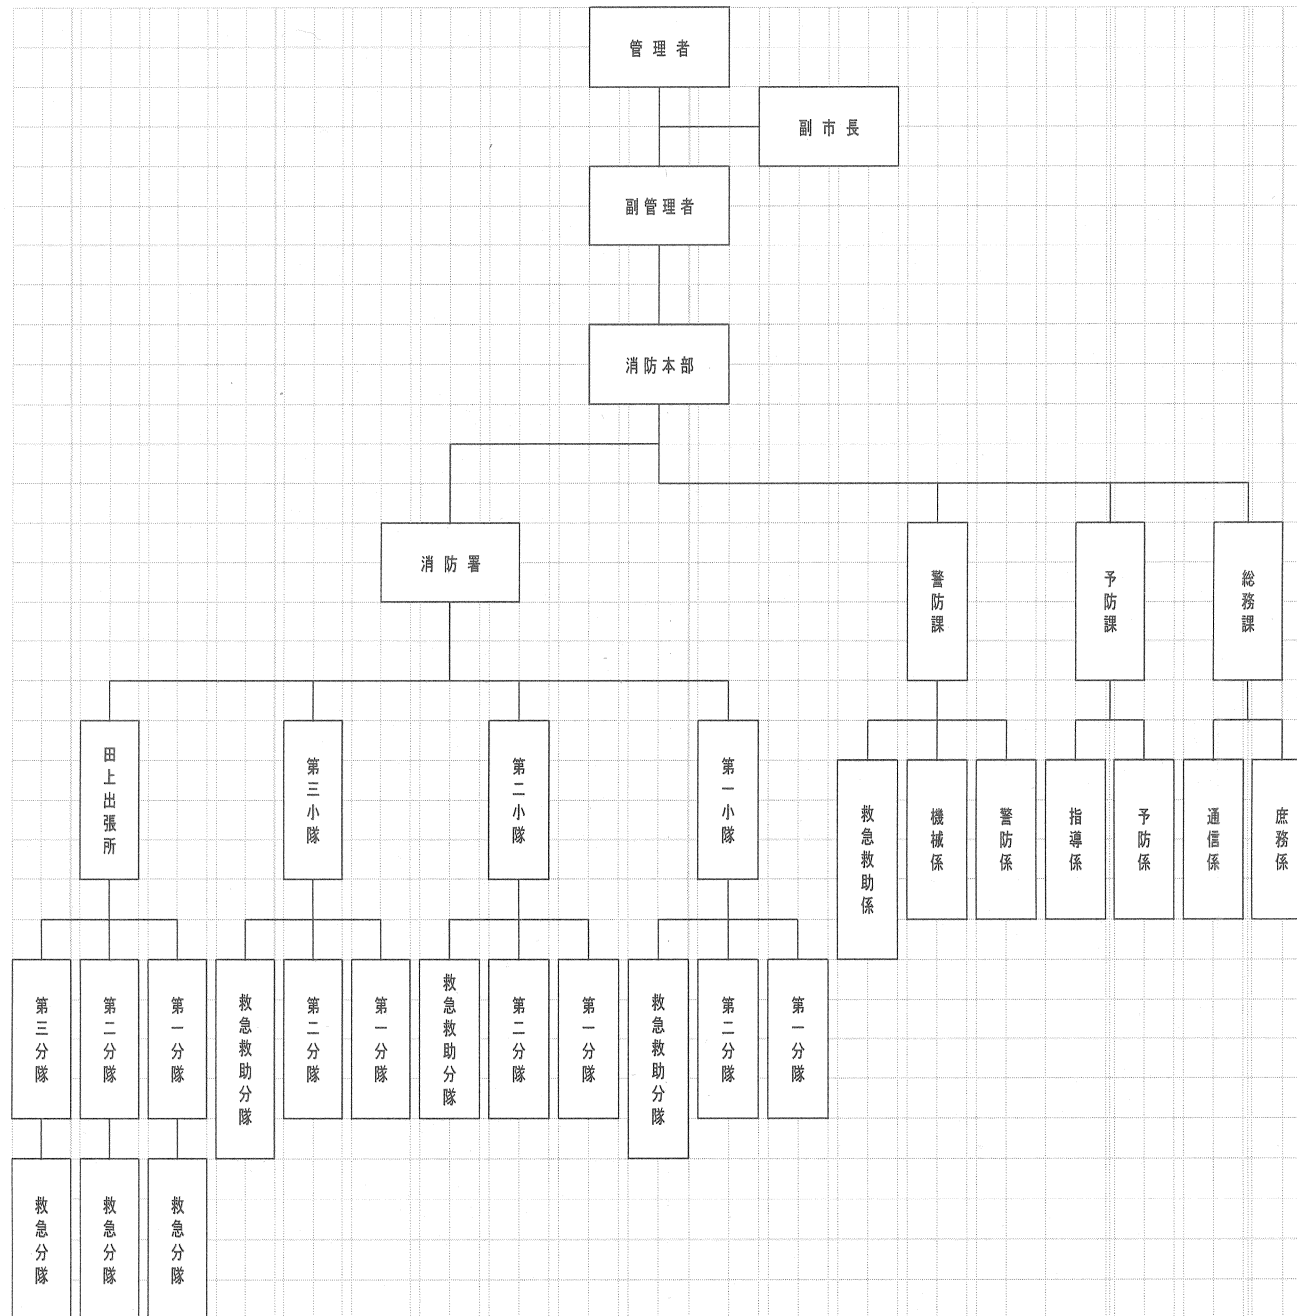 管理者
副市長
副管理者
消防本部
消防署
警防課
予防課
総務課
田上出張所
第三小隊
第二小隊
第一小隊
救急救助係
機械係
警防係
指導係
予防係
通信係
庶務係
第三分隊
第二分隊
第一分隊
救急救助分隊
第二分隊
第一分隊
救急救助分隊
第二分隊
第一分隊
救急救助分隊
第二分隊
第一分隊
救急分隊
救急分隊
救急分隊